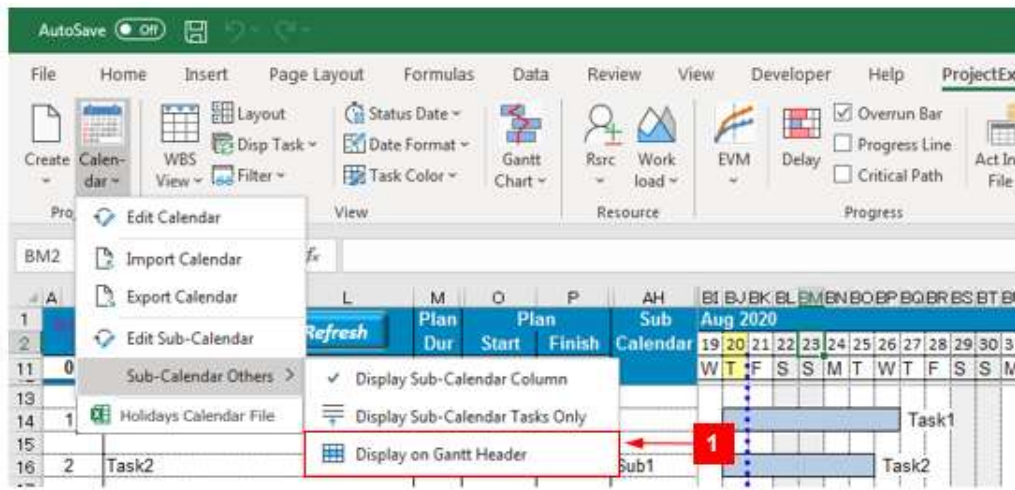 AutoSave Off
File Home Insert Page Layout Formulas Data Review View Developer Help ProjectEx
Layout Status Date Overrun Bar
Disp Task Date Format Progress Line
Create Calen- WBS Gantt Rsrc Work EVM Delay Act In
dar View Filter Task Color Chart load Critical Path File
Pro View Resource Progress
Edit Calendar
BM2 fx
Import Calendar
Export Calendar
A L M O P AH BI BJ BK BL BM BN BO BP BQ BR BS BT
1 Refresh Plan Plan Sub Aug 2020
2 Edit Sub-Calendar Dur Start Finish Calendar 19 20 21 22 23 24 25 26 27 28 29 30 3
11 0 W T F S S M T W T F S S M
Sub-Calendar Others > ✓ Display Sub-Calendar Column
13
14 1 Holidays Calendar File Display Sub-Calendar Tasks Only Task1
15 Display on Gantt Header 1
16 2 Task2 Sub1 Task2